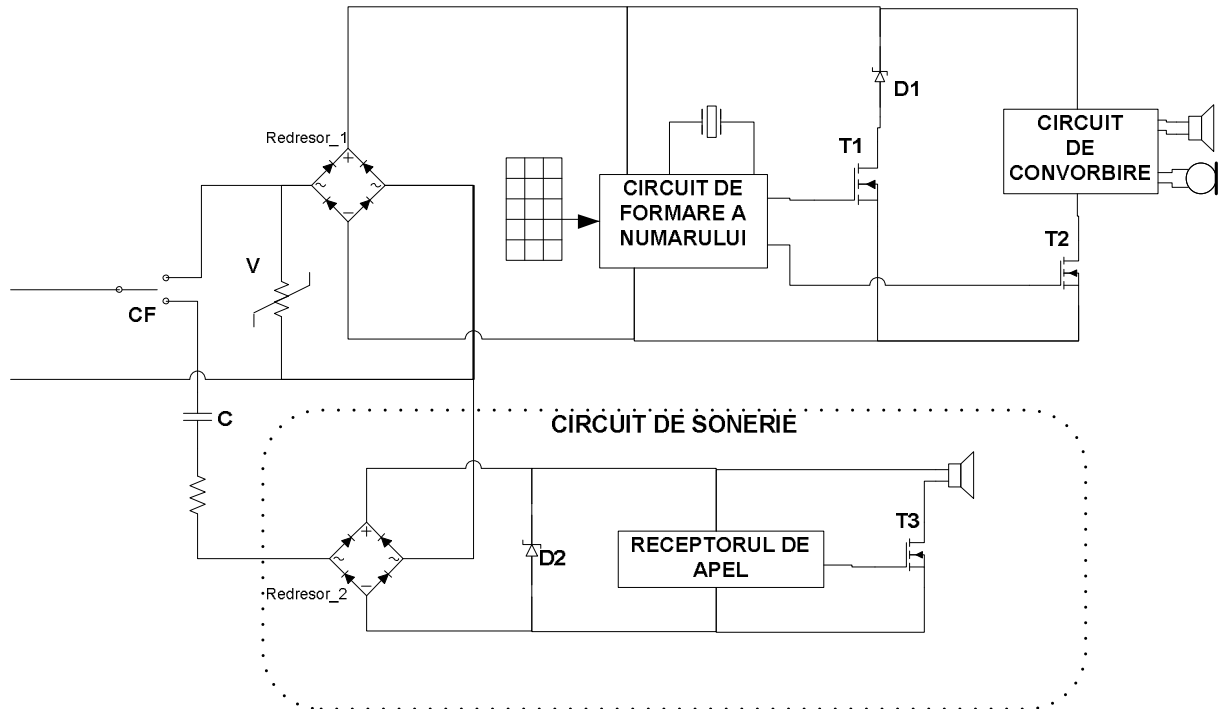 Redresor_1
D1
CIRCUIT
DE
CONVORBIRE
T1
CIRCUIT DE
FORMARE A
NUMARULUI
T2
V
CF
C
CIRCUIT DE SONERIE
T3
RECEPTORUL DE
APEL
D2
Redresor_2